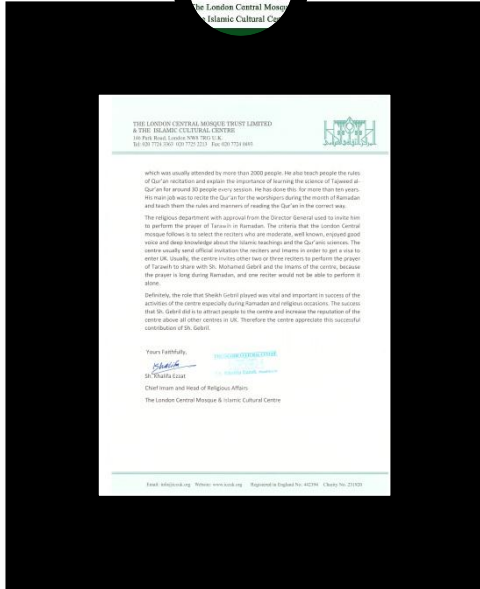 The London Central Mosque
Islamic Cultural
THE LONDON CENTRAL MOSQUE TRUST LIMITED
& THE ISLAMIC CULTURAL CENTRE
146 Park Road, London NW8 7RG U.K.
which was usually attended by more than 2000 people. He also teach people the rules
of Qur'an recitation and explain the importance of learning the science of Tajweed al-
Qur'an for around 30 people every session. He has done this for more than ten years.
His main job was to recite the Qur'an for the worshipers during the month of Ramadan
and teach them the rules and manners of reading the Qur'an in the correct way.
The religious department with approval from the Director General used to invite him
to perform the prayer of Tarawih in Ramadan. The criteria that the London Central
mosque follows is to select the reciters who are moderate, well known, enjoyed good
voice and deep knowledge about the Islamic teachings and the Qur'anic sciences. The
centre usually send official invitation the reciters and imams in order to get a visa to
enter UK. Usually, the centre invites other two or three reciters to perform the prayer
of Tarawih to share with Sh. Mohamed Gebril and the Imams of the centre, because
the prayer is long during Ramadan, and one reciter would not be able to perform it
alone.
Definitely, the role that Sheikh Gebril played was vital and important in success of the
activities of the centre especially during Ramadan and religious occasions. The success
that Sh. Gebril did is to attract people to the centre and increase the reputation of the
centre above all other centres in UK. Therefore the centre appreciate this successful
contribution of Sh. Gebril.
Yours Faithfully,
Sh. Khalifa Ezzat
Chief Imam and Head of Religious Affairs
The London Central Mosque & Islamic Cultural Centre
Email: info@iccuk.org Website: www.iccuk.org Registered in England No: Charity No: